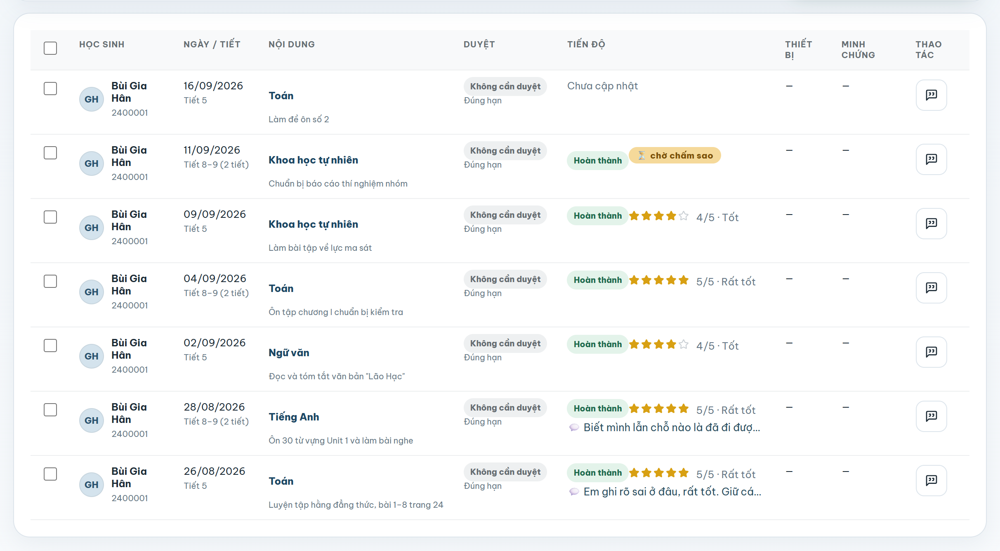 HỌC SINH
NGÀY / TIẾT
NỘI DUNG
DUYỆT
TIẾN ĐỘ
THIẾT
BỊ
MINH
CHỨNG
THAO
TÁC
GH
Bùi Gia
Hân
2400001
16/09/2026
Tiết 5
Toán
Làm đề ôn số 2
Không cần duyệt
Đúng hạn
Chưa cập nhật
–
–
GH
Bùi Gia
Hân
2400001
11/09/2026
Tiết 8–9 (2 tiết)
Khoa học tự nhiên
Chuẩn bị báo cáo thí nghiệm nhóm
Không cần duyệt
Đúng hạn
Hoàn thành
⏳ chờ chấm sao
–
–
GH
Bùi Gia
Hân
2400001
09/09/2026
Tiết 5
Khoa học tự nhiên
Làm bài tập về lực ma sát
Không cần duyệt
Đúng hạn
Hoàn thành
4/5 · Tốt
–
–
GH
Bùi Gia
Hân
2400001
04/09/2026
Tiết 8–9 (2 tiết)
Toán
Ôn tập chương I chuẩn bị kiểm tra
Không cần duyệt
Đúng hạn
Hoàn thành
5/5 · Rất tốt
–
–
GH
Bùi Gia
Hân
2400001
02/09/2026
Tiết 5
Ngữ văn
Đọc và tóm tắt văn bản "Lão Hạc"
Không cần duyệt
Đúng hạn
Hoàn thành
4/5 · Tốt
–
–
GH
Bùi Gia
Hân
2400001
28/08/2026
Tiết 8–9 (2 tiết)
Tiếng Anh
Ôn 30 từ vựng Unit 1 và làm bài nghe
Không cần duyệt
Đúng hạn
Hoàn thành
5/5 · Rất tốt
Biết mình lẫn chỗ nào là đã đi đượ...
–
–
GH
Bùi Gia
Hân
2400001
26/08/2026
Tiết 5
Toán
Luyện tập hằng đẳng thức, bài 1–8 trang 24
Không cần duyệt
Đúng hạn
Hoàn thành
5/5 · Rất tốt
Em ghi rõ sai ở đâu, rất tốt. Giữ cá...
–
–